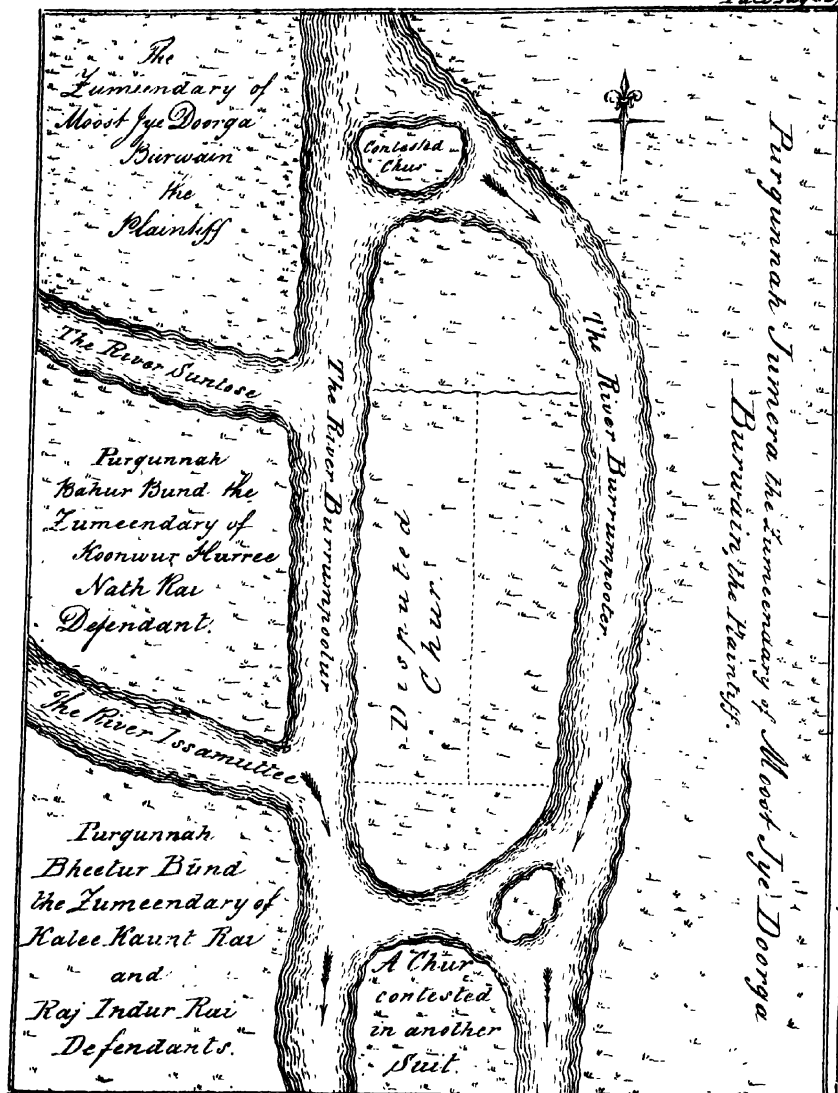 The
Zumeendary of
Moost Jye Doorga
Burwain
the
Plaintiff
Contested
Chur
The River Sunlose
The River Burrumpootur
The River Burrumpooter.
Purgunnah Jumera the Zumeendary of Moost Jye Doorga
Burwain, the Plaintiff.
Purgunnah
Bahur Bund the
Zumeendary of
Koonwur Hurree
Nath Rai
Defendant.
Disputed
Chur.
The River Issamuttee
Purgunnah
Bheetur Bund
the Zumeendary of
Kalee Kaunt Rai
and
Raj Indur Rai
Defendants.
A Chur
contested
in another
Suit.